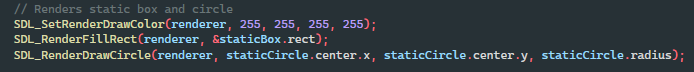 // Renders static box and circle
SDL_SetRenderDrawColor(renderer, 255, 255, 255, 255);
SDL_RenderFillRect(renderer, &staticBox.rect);
SDL_RenderDrawCircle(renderer, staticCircle.center.x, staticCircle.center.y, staticCircle.radius);